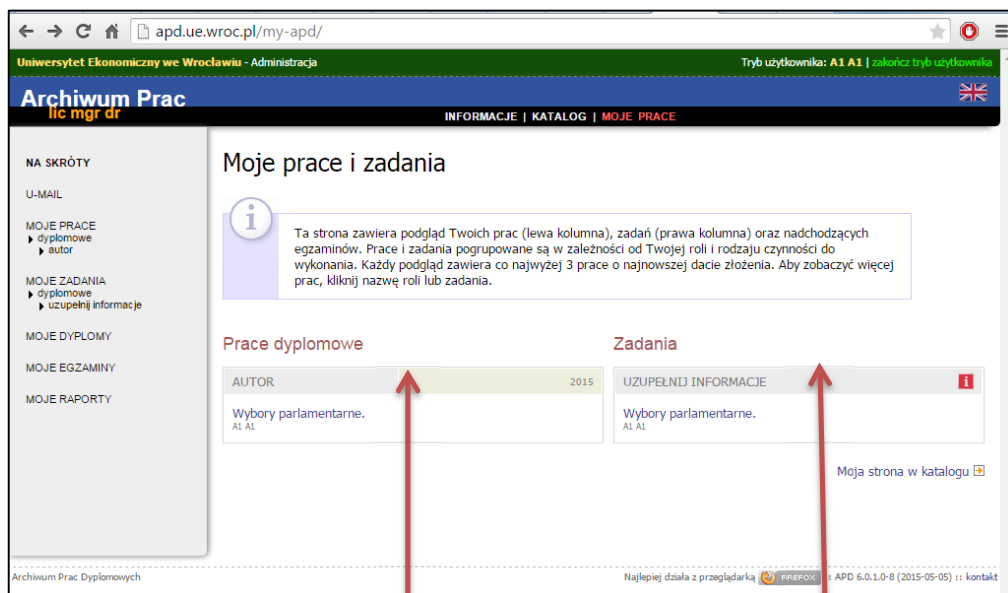 apd.ue.wroc.pl/my-apd/
Uniwersytet Ekonomiczny we Wrocławiu - Administracja
Tryb użytkownika: A1 A1 | zakończ tryb użytkownika
Archiwum Prac
lic mgr dr
INFORMACJE | KATALOG | MOJE PRACE
NA SKRÓTY
U-MAIL
MOJE PRACE
dyplomowe
autor
MOJE ZADANIA
dyplomowe
uzupełnij informacje
MOJE DYPLOMY
MOJE EGZAMINY
MOJE RAPORTY
Moje prace i zadania
i
Ta strona zawiera podgląd Twoich prac (lewa kolumna), zadań (prawa kolumna) oraz nadchodzących
egzaminów. Prace i zadania pogrupowane są w zależności od Twojej roli i rodzaju czynności do
wykonania. Każdy podgląd zawiera co najwyżej 3 prace o najnowszej dacie złożenia. Aby zobaczyć więcej
prac, kliknij nazwę roli lub zadania.
Prace dyplomowe
AUTOR 2015
Wybory parlamentarne.
A1 A1
Zadania
UZUPEŁNIJ INFORMACJE i
Wybory parlamentarne.
A1 A1
Moja strona w katalogu
Archiwum Prac Dyplomowych
Najlepiej działa z przeglądarką FIREFOX :: APD 6.0.1.0-8 (2015-05-05) :: kontakt